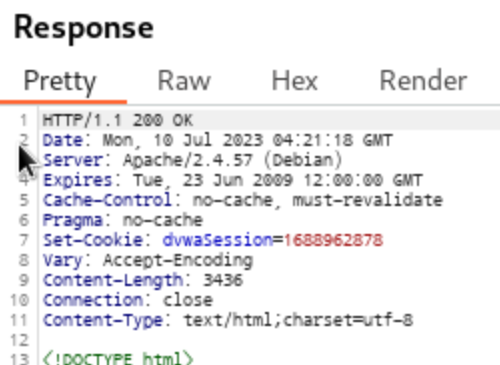 Response
Pretty Raw Hex Render
1 HTTP/1.1 200 OK
2 Date: Mon, 10 Jul 2023 04:21:18 GMT
Server: Apache/2.4.57 (Debian)
4 Expires: Tue, 23 Jun 2009 12:00:00 GMT
5 Cache-Control: no-cache, must-revalidate
6 Pragma: no-cache
7 Set-Cookie: dvwaSession=1688962878
8 Vary: Accept-Encoding
9 Content-Length: 3436
10 Connection: close
11 Content-Type: text/html;charset=utf-8
12
13 <!DOCTYPE html>